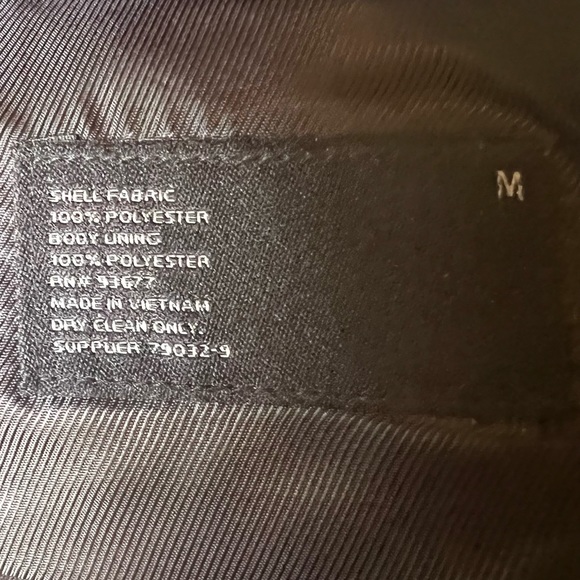 SHELL FABRIC
100% POLYESTER
BODY LINING
100% POLYESTER
RN# 93677
MADE IN VIETNAM
DRY CLEAN ONLY.
SUPPLIER 79032-9
M